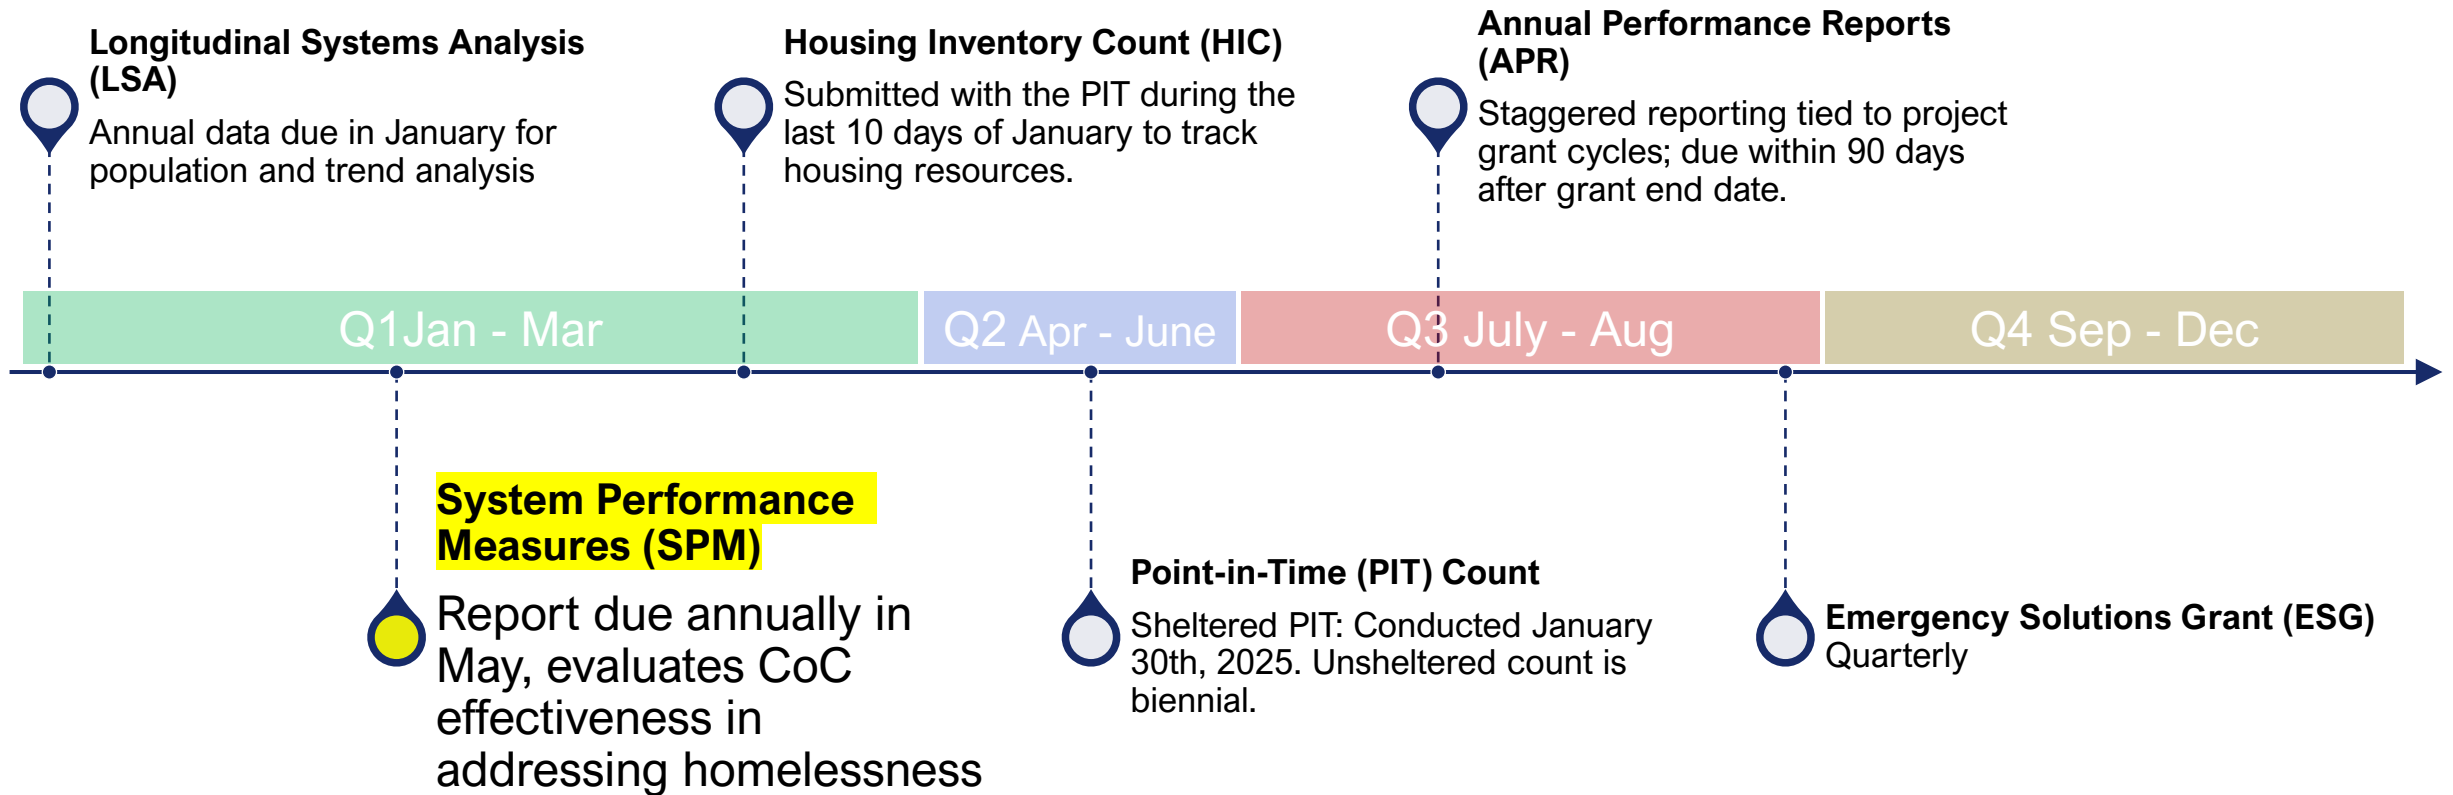 Longitudinal Systems Analysis
(LSA)
Annual data due in January for
population and trend analysis
Housing Inventory Count (HIC)
Submitted with the PIT during the
last 10 days of January to track
housing resources.
Annual Performance Reports
(APR)
Staggered reporting tied to project
grant cycles; due within 90 days
after grant end date.
Q1Jan - Mar
Q2 Apr - June
Q3 July - Aug
Q4 Sep - Dec
System Performance
Measures (SPM)
Report due annually in
May, evaluates CoC
effectiveness in
addressing homelessness
Point-in-Time (PIT) Count
Sheltered PIT: Conducted January
30th, 2025. Unsheltered count is
biennial.
Emergency Solutions Grant (ESG)
Quarterly